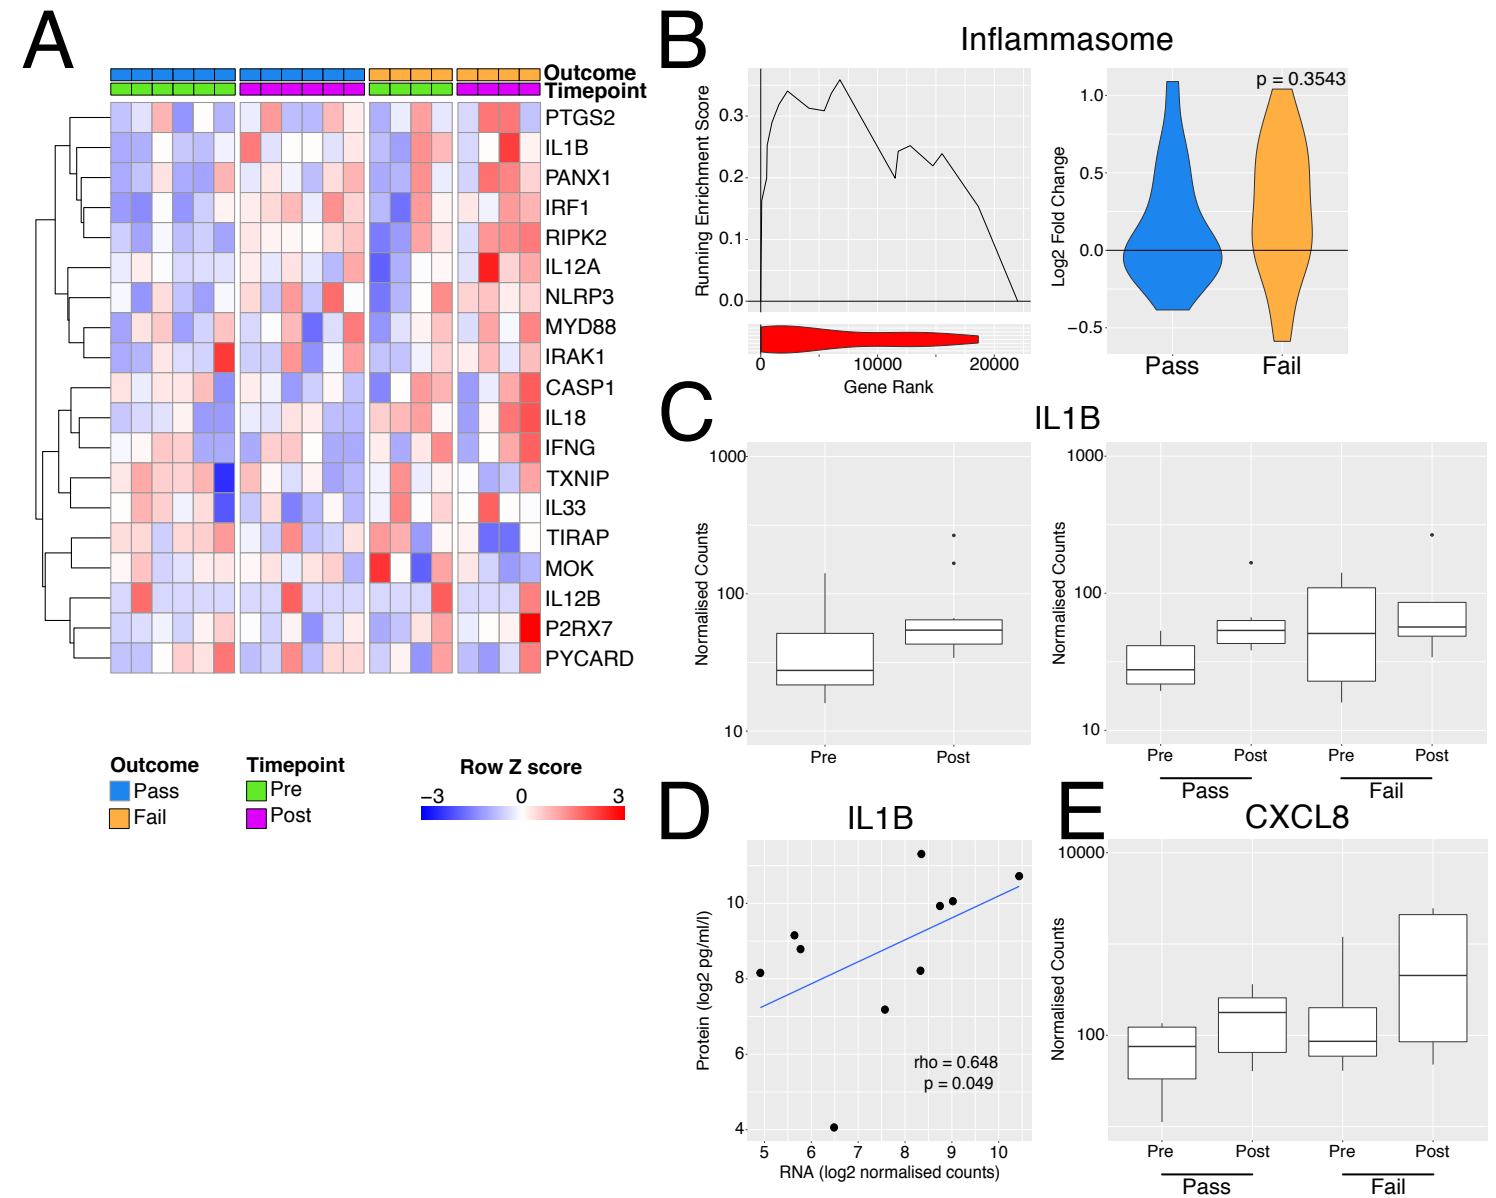 A
Outcome
Timepoint
PTGS2
IL1B
PANX1
IRF1
RIPK2
IL12A
NLRP3
MYD88
IRAK1
CASP1
IL18
IFNG
TXNIP
IL33
TIRAP
MOK
IL12B
P2RX7
PYCARD
Outcome
Pass
Fail
Timepoint
Pre
Post
Row Z score
−3 0 3
B
Inflammasome
Running Enrichment Score
0.3
0.2
0.1
0.0
0 10000 20000
Gene Rank
p = 0.3543
Log2 Fold Change
1.0
0.5
0.0
−0.5
Pass Fail
C
IL1B
Normalised Counts
1000
100
10
Pre Post
Normalised Counts
1000
100
10
Pre Post Pre Post
Pass Fail
D
IL1B
Protein (log2 pg/ml/l)
10
8
6
4
rho = 0.648
p = 0.049
5 6 7 8 9 10
RNA (log2 normalised counts)
E
CXCL8
Normalised Counts
10000
100
Pre Post Pre Post
Pass Fail